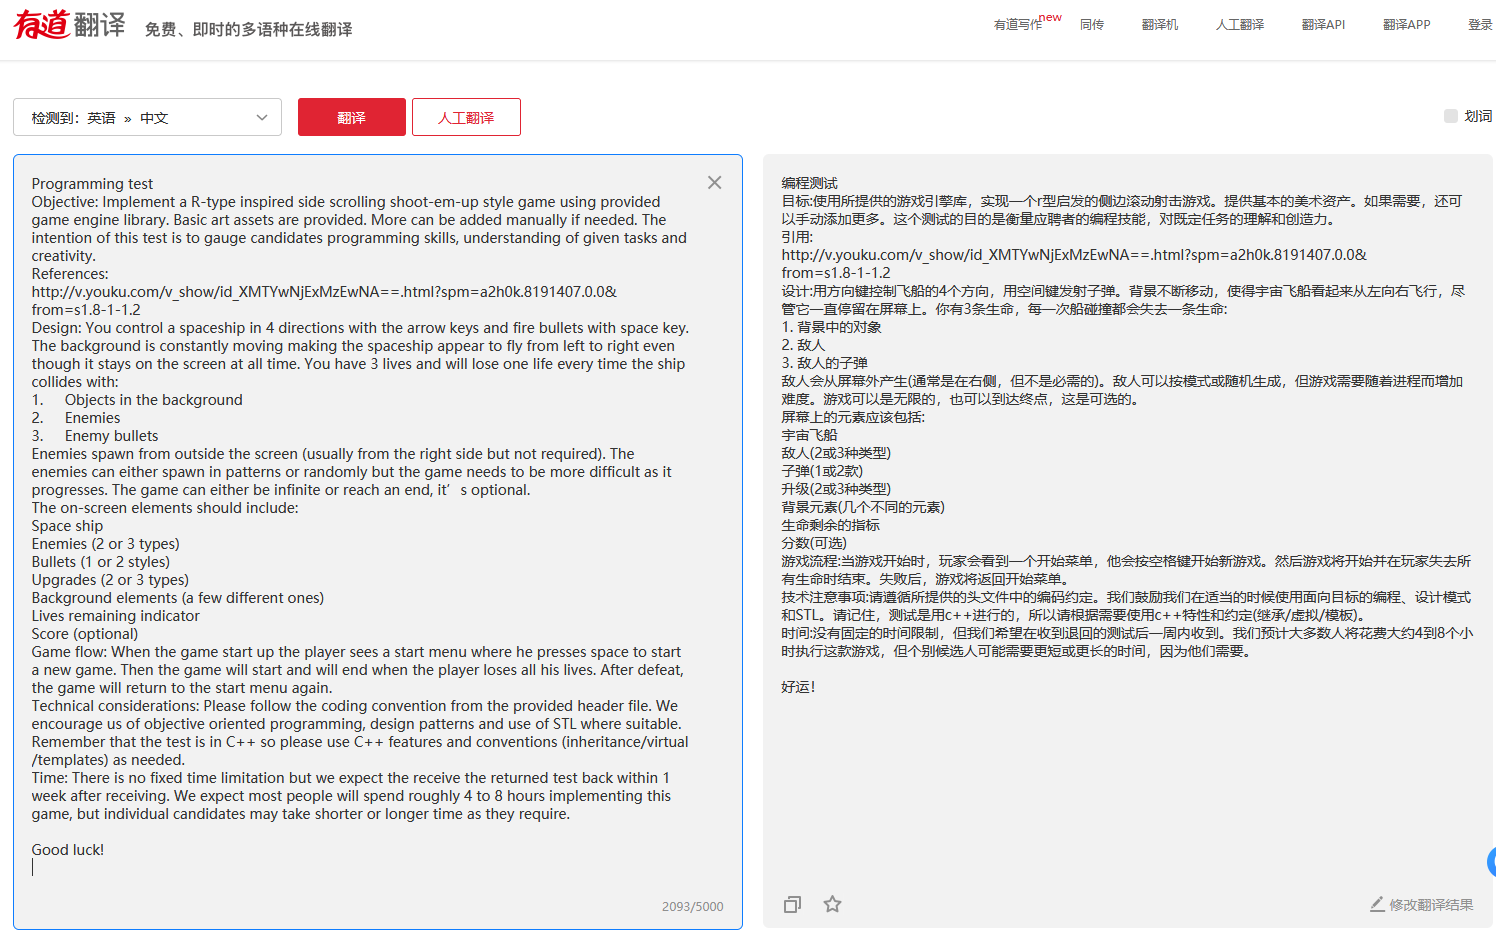 有道翻译 免费、即时的多语种在线翻译
有道写作 new 同传 翻译机 人工翻译 翻译API 翻译APP 登录
检测到：英语 » 中文 翻译 人工翻译 划词
Programming test
Objective: Implement a R-type inspired side scrolling shoot-em-up style game using provided
game engine library. Basic art assets are provided. More can be added manually if needed. The
intention of this test is to gauge candidates programming skills, understanding of given tasks and
creativity.
References:
http://v.youku.com/v_show/id_XMTYwNjExMzEwNA==.html?spm=a2h0k.8191407.0.0&
from=s1.8-1-1.2
Design: You control a spaceship in 4 directions with the arrow keys and fire bullets with space key.
The background is constantly moving making the spaceship appear to fly from left to right even
though it stays on the screen at all time. You have 3 lives and will lose one life every time the ship
collides with:
1. Objects in the background
2. Enemies
3. Enemy bullets
Enemies spawn from outside the screen (usually from the right side but not required). The
enemies can either spawn in patterns or randomly but the game needs to be more difficult as it
progresses. The game can either be infinite or reach an end, it’s optional.
The on-screen elements should include:
Space ship
Enemies (2 or 3 types)
Bullets (1 or 2 styles)
Upgrades (2 or 3 types)
Background elements (a few different ones)
Lives remaining indicator
Score (optional)
Game flow: When the game start up the player sees a start menu where he presses space to start
a new game. Then the game will start and will end when the player loses all his lives. After defeat,
the game will return to the start menu again.
Technical considerations: Please follow the coding convention from the provided header file. We
encourage us of objective oriented programming, design patterns and use of STL where suitable.
Remember that the test is in C++ so please use C++ features and conventions (inheritance/virtual
/templates) as needed.
Time: There is no fixed time limitation but we expect the receive the returned test back within 1
week after receiving. We expect most people will spend roughly 4 to 8 hours implementing this
game, but individual candidates may take shorter or longer time as they require.
Good luck!
2093/5000
编程测试
目标:使用所提供的游戏引擎库，实现一个r型启发的侧边滚动射击游戏。提供基本的美术资产。如果需要，还可
以手动添加更多。这个测试的目的是衡量应聘者的编程技能，对既定任务的理解和创造力。
引用:
http://v.youku.com/v_show/id_XMTYwNjExMzEwNA==.html?spm=a2h0k.8191407.0.0&
from=s1.8-1-1.2
设计:用方向键控制飞船的4个方向，用空间键发射子弹。背景不断移动，使得宇宙飞船看起来从左向右飞行，尽
管它一直停留在屏幕上。你有3条生命，每一次船碰撞都会失去一条生命:
1. 背景中的对象
2. 敌人
3. 敌人的子弹
敌人会从屏幕外产生(通常是在右侧，但不是必需的)。敌人可以按模式或随机生成，但游戏需要随着进程而增加
难度。游戏可以是无限的，也可以到达终点，这是可选的。
屏幕上的元素应该包括:
宇宙飞船
敌人(2或3种类型)
子弹(1或2款)
升级(2或3种类型)
背景元素(几个不同的元素)
生命剩余的指标
分数(可选)
游戏流程:当游戏开始时，玩家会看到一个开始菜单，他会按空格键开始新游戏。然后游戏将开始并在玩家失去所
有生命时结束。失败后，游戏将返回开始菜单。
技术注意事项:请遵循所提供的头文件中的编码约定。我们鼓励我们在适当的时候使用面向目标的编程、设计模式
和STL。请记住，测试是用c++进行的，所以请根据需要使用c++特性和约定(继承/虚拟/模板)。
时间:没有固定的时间限制，但我们希望在收到退回的测试后一周内收到。我们预计大多数人将花费大约4到8个小
时执行这款游戏，但个别候选人可能需要更短或更长的时间，因为他们需要。
好运！
修改翻译结果